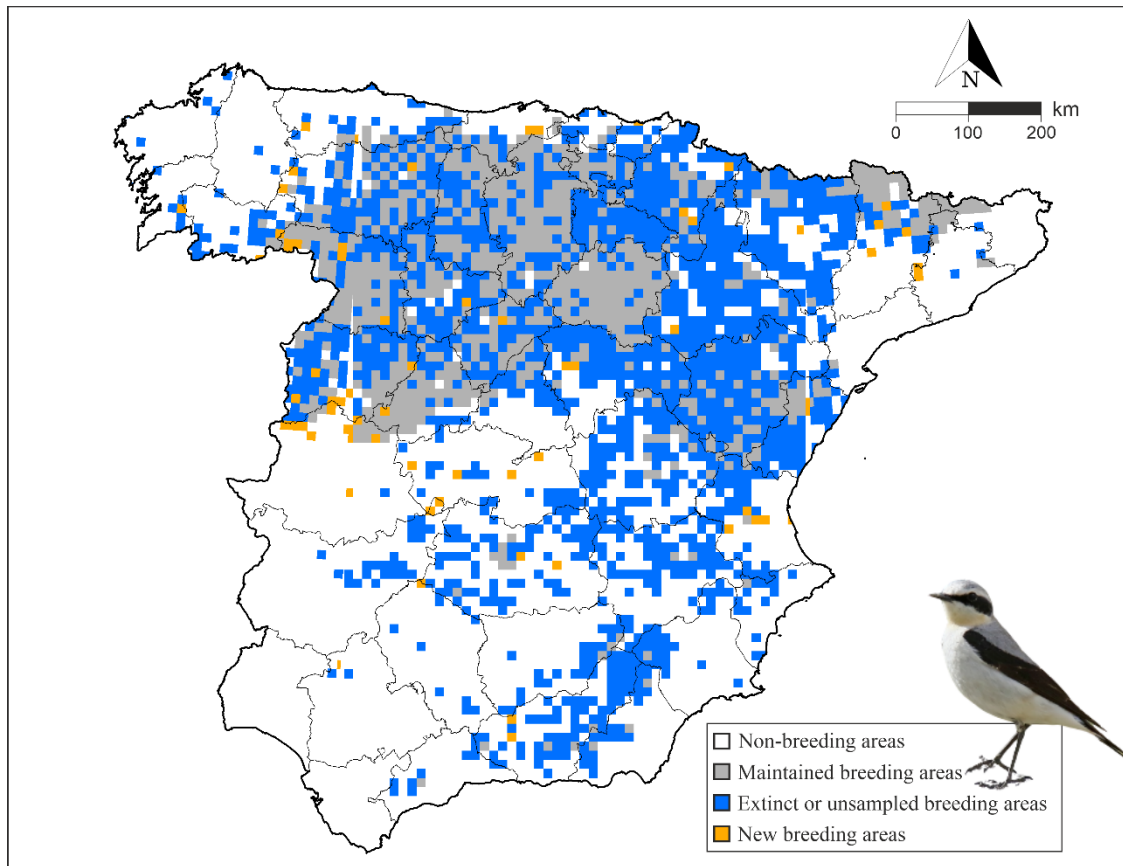 N
km
0 100 200
Non-breeding areas
Maintained breeding areas
Extinct or unsampled breeding areas
New breeding areas